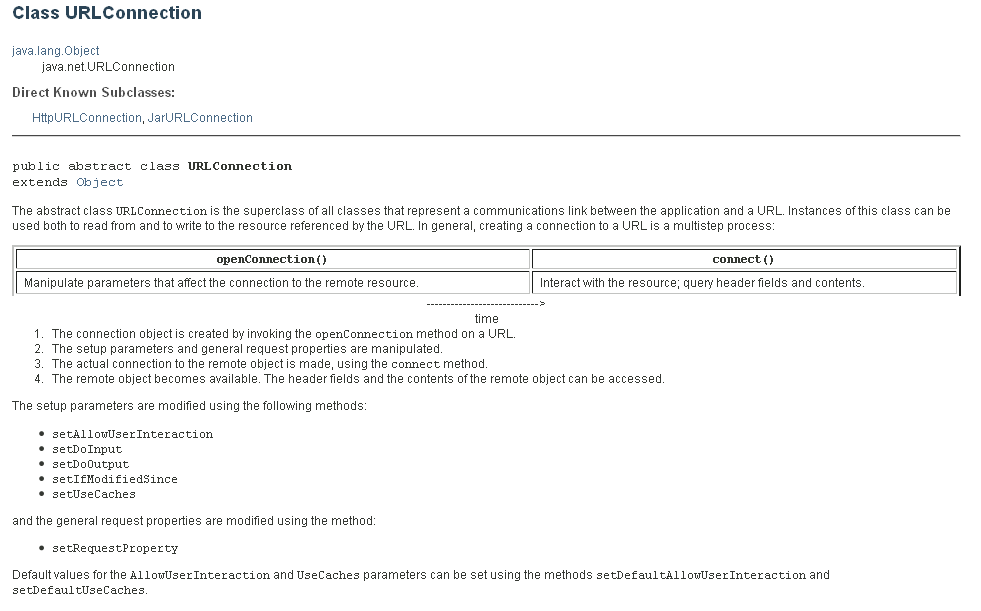 Class URLConnection
java.lang.Object
java.net.URLConnection
Direct Known Subclasses:
HttpURLConnection, JarURLConnection
public abstract class URLConnection
extends Object
The abstract class URLConnection is the superclass of all classes that represent a communications link between the application and a URL. Instances of this class can be
used both to read from and to write to the resource referenced by the URL. In general, creating a connection to a URL is a multistep process:
openConnection() connect()
Manipulate parameters that affect the connection to the remote resource. Interact with the resource; query header fields and contents.
---------------------------->
time
1. The connection object is created by invoking the openConnection method on a URL.
2. The setup parameters and general request properties are manipulated.
3. The actual connection to the remote object is made, using the connect method.
4. The remote object becomes available. The header fields and the contents of the remote object can be accessed.
The setup parameters are modified using the following methods:
• setAllowUserInteraction
• setDoInput
• setDoOutput
• setIfModifiedSince
• setUseCaches
and the general request properties are modified using the method:
• setRequestProperty
Default values for the AllowUserInteraction and UseCaches parameters can be set using the methods setDefaultAllowUserInteraction and
setDefaultUseCaches.